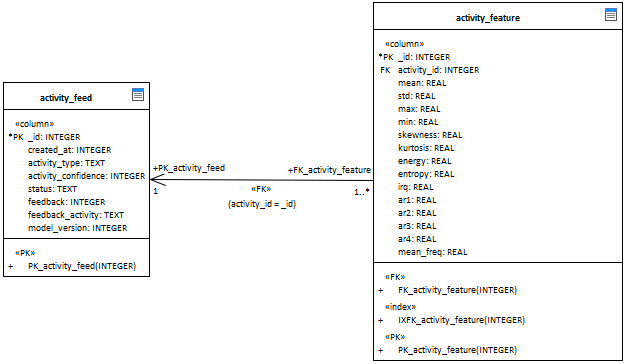 activity_feed
«column»
*PK _id: INTEGER
created_at: INTEGER
activity_type: TEXT
activity_confidence: INTEGER
status: TEXT
feedback: INTEGER
feedback_activity: TEXT
model_version: INTEGER
«PK»
+ PK_activity_feed(INTEGER)
+PK_activity_feed
1
«FK»
(activity_id = _id)
+FK_activity_feature
1..*
activity_feature
«column»
*PK _id: INTEGER
FK activity_id: INTEGER
mean: REAL
std: REAL
max: REAL
min: REAL
skewness: REAL
kurtosis: REAL
energy: REAL
entropy: REAL
irq: REAL
ar1: REAL
ar2: REAL
ar3: REAL
ar4: REAL
mean_freq: REAL
«FK»
+ FK_activity_feature(INTEGER)
«index»
+ IXFK_activity_feature(INTEGER)
«PK»
+ PK_activity_feature(INTEGER)